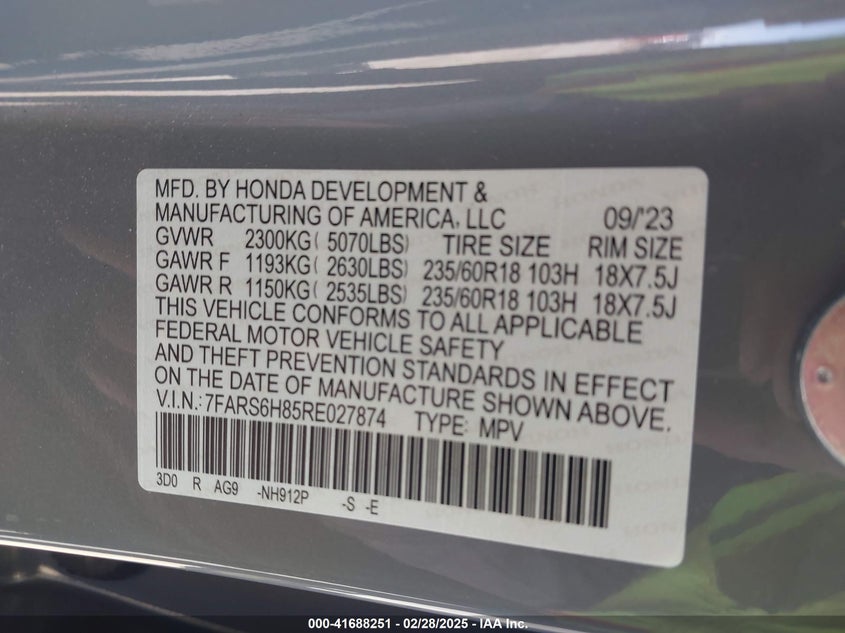 MFD. BY HONDA DEVELOPMENT &
MANUFACTURING OF AMERICA, LLC 09/'23
GVWR 2300KG( 5070LBS) TIRE SIZE RIM SIZE
GAWR F 1193KG( 2630LBS) 235/60R18 103H 18X7.5J
GAWR R 1150KG( 2535LBS) 235/60R18 103H 18X7.5J
THIS VEHICLE CONFORMS TO ALL APPLICABLE
FEDERAL MOTOR VEHICLE SAFETY
AND THEFT PREVENTION STANDARDS IN EFFECT
ON THE DATE OF MANUFACTURE SHOWN ABOVE.
V.I.N.:7FARS6H85RE027874 TYPE: MPV
3D0 R AG9 -NH912P -S -E
000-41688251 - 02/28/2025 - IAA Inc.